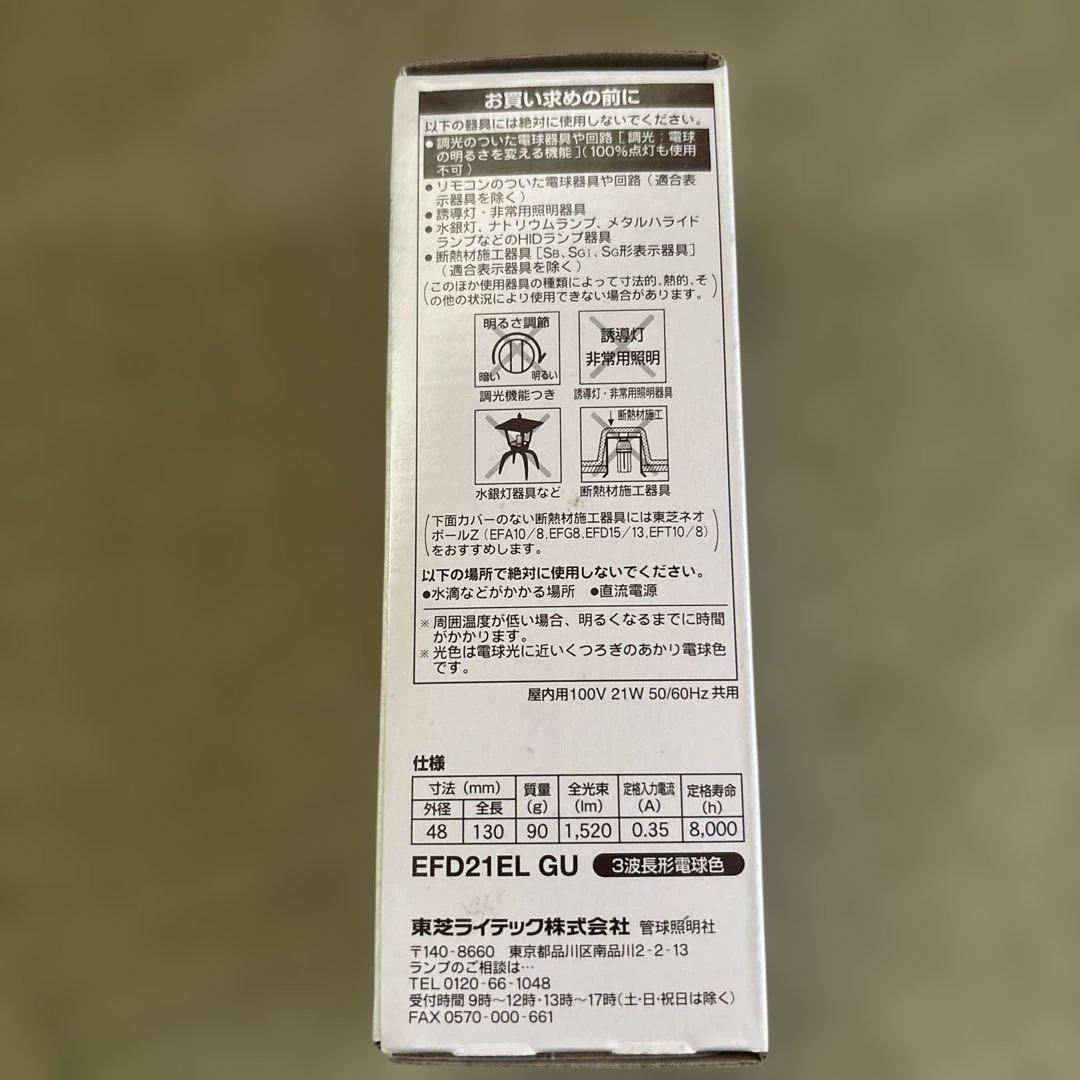 お買い求めの前に
以下の器具には絶対に使用しないでください。
●調光のついた電球器具や回路［調光：電球
の明るさを変える機能］（100％点灯も使用
不可）
●リモコンのついた電球器具や回路（適合表
示器具を除く）
●誘導灯・非常用照明器具
●水銀灯、ナトリウムランプ、メタルハライド
ランプなどのHIDランプ器具
●断熱材施工器具［SB、SGI、SG形表示器具］
（適合表示器具を除く）
（このほか使用器具の種類によって寸法的、熱的、そ
の他の状況により使用できない場合があります。）
明るさ調節
暗い 明るい
調光機能つき
誘導灯
非常用照明
誘導灯・非常用照明器具
水銀灯器具など
断熱材施工
断熱材施工器具
（下面カバーのない断熱材施工器具には東芝ネオ
ボールZ（EFA10/8,EFG8,EFD15/13,EFT10/8）
をおすすめします。）
以下の場所で絶対に使用しないでください。
●水滴などがかかる場所 ●直流電源
※周囲温度が低い場合、明るくなるまでに時間
がかかります。
※光色は電球光に近いくつろぎのあかり電球色
です。
屋内用100V 21W 50/60Hz 共用
仕様
寸法（mm） 質量（g） 全光束（lm） 定格入力電流（A） 定格寿命（h）
外径 全長
48 130 90 1,520 0.35 8,000
EFD21EL GU 3波長形電球色
東芝ライテック株式会社 管球照明社
〒140-8660 東京都品川区南品川2-2-13
ランプのご相談は…
TEL 0120-66-1048
受付時間 9時～12時・13時～17時（土・日・祝日は除く）
FAX 0570-000-661